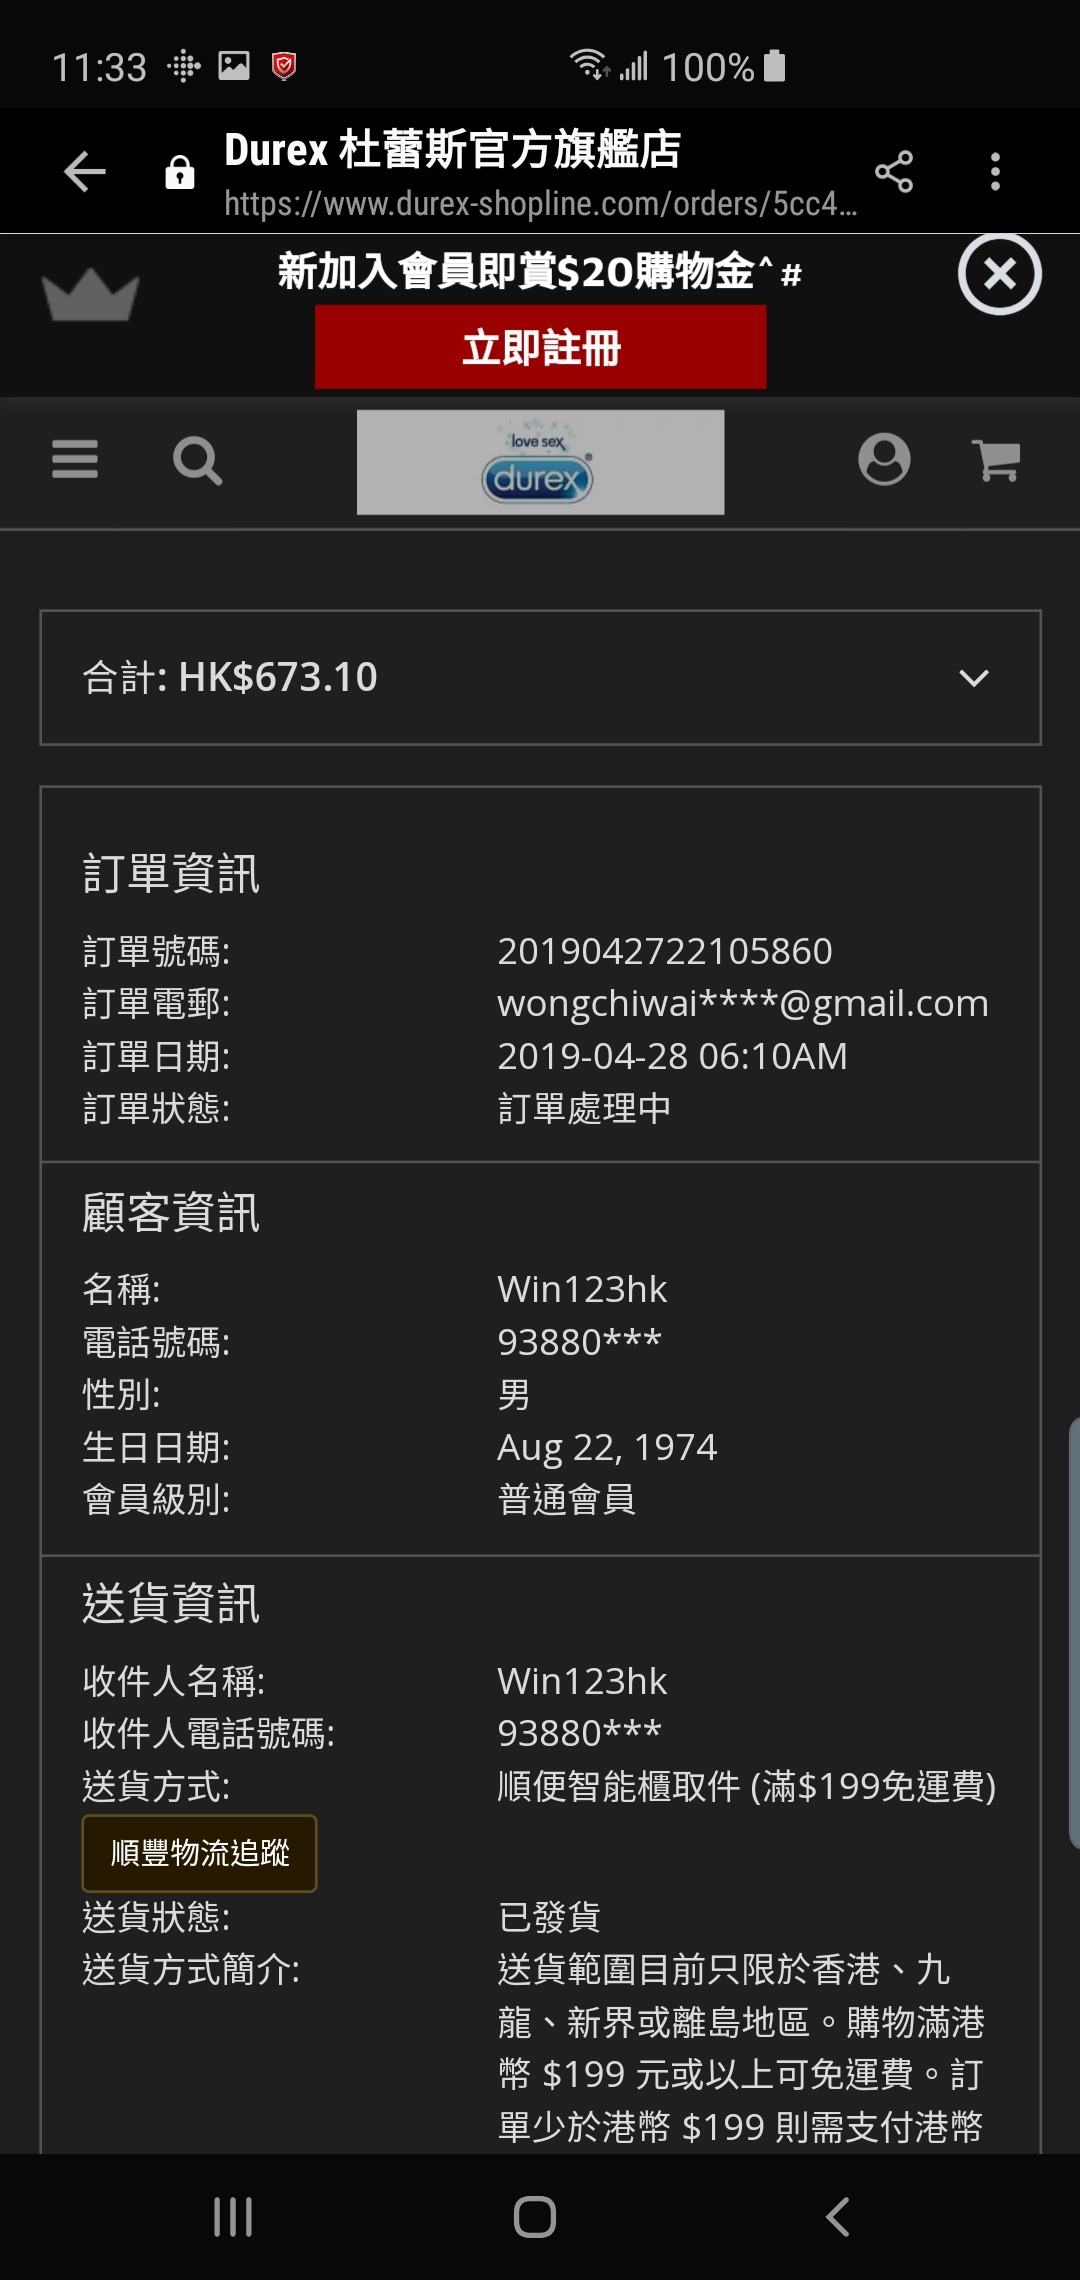 11:33
100%
Durex 杜蕾斯官方旗艦店
https://www.durex-shopline.com/orders/5cc4...
新加入會員即賞$20購物金^ #
立即註冊
love sex
durex
合計: HK$673.10
訂單資訊
訂單號碼: 2019042722105860
訂單電郵: wongchiwai****@gmail.com
訂單日期: 2019-04-28 06:10AM
訂單狀態: 訂單處理中
顧客資訊
名稱: Win123hk
電話號碼: 93880***
性別: 男
生日日期: Aug 22, 1974
會員級別: 普通會員
送貨資訊
收件人名稱: Win123hk
收件人電話號碼: 93880***
送貨方式: 順便智能櫃取件 (滿$199免運費)
順豐物流追蹤
送貨狀態: 已發貨
送貨方式簡介: 送貨範圍目前只限於香港、九
龍、新界或離島地區。購物滿港
幣 $199 元或以上可免運費。訂
單少於港幣 $199 則需支付港幣